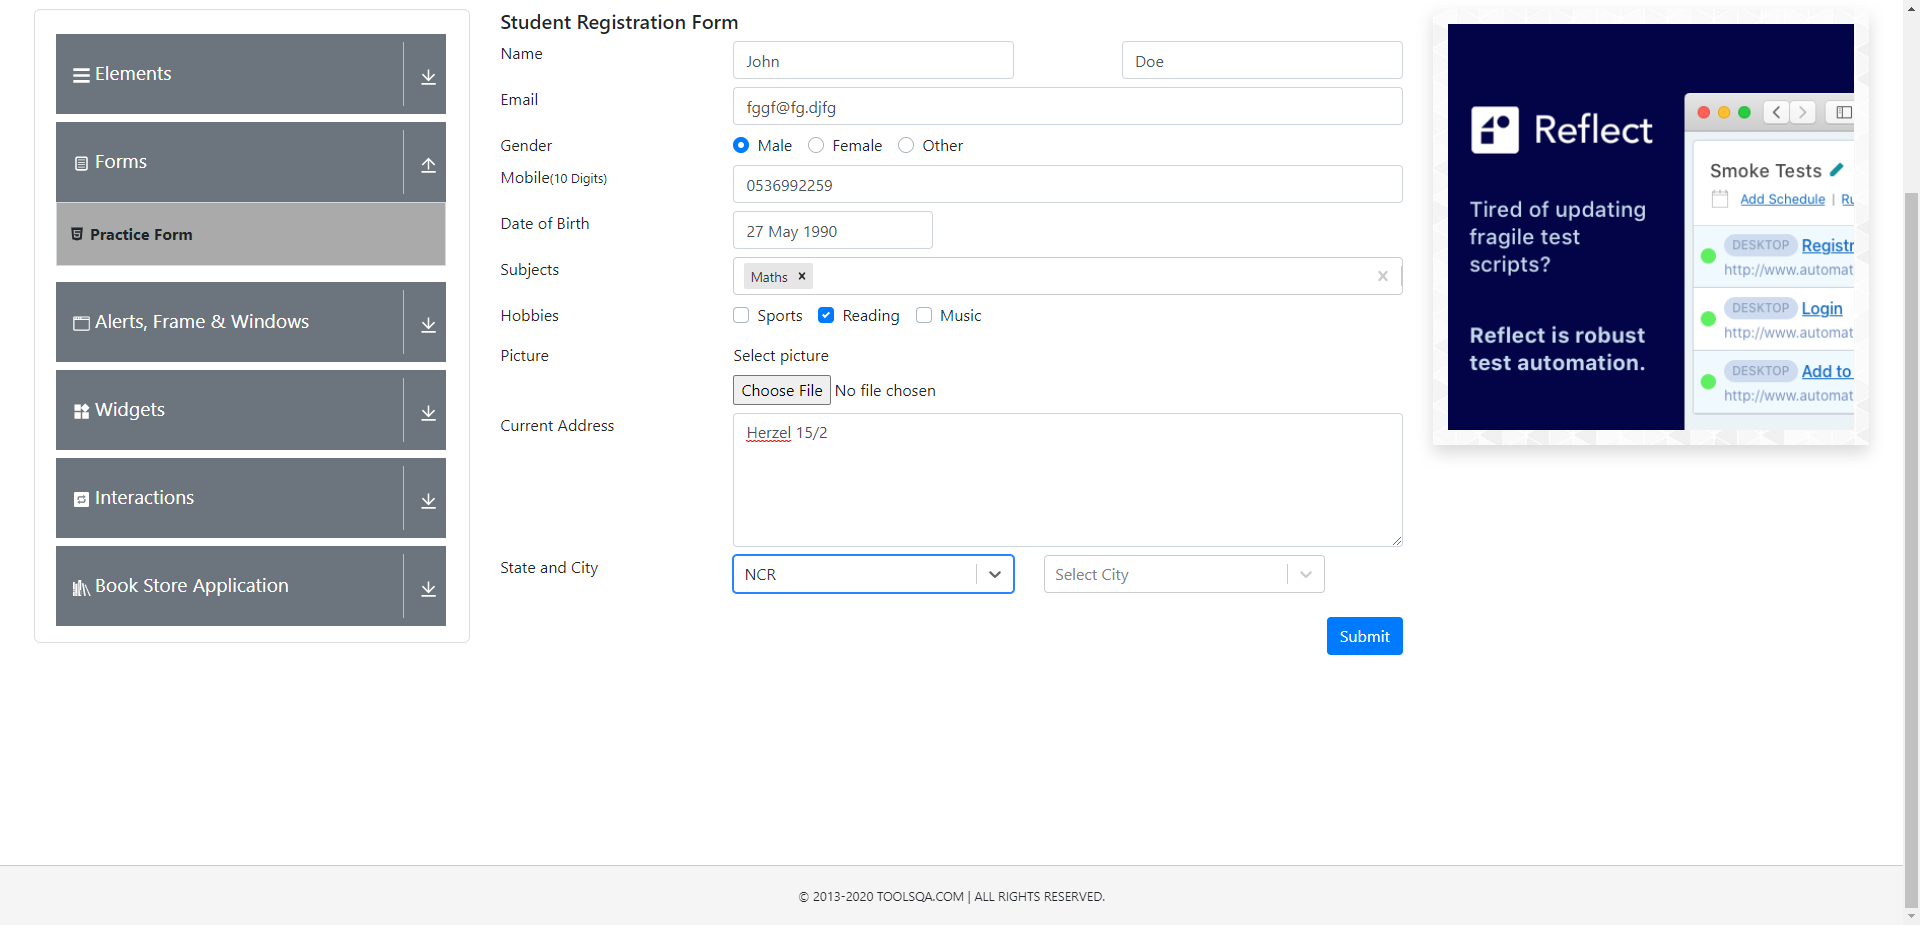 Elements
Forms
Practice Form
Alerts, Frame & Windows
Widgets
Interactions
Book Store Application
Student Registration Form
Name
John
Doe
Email
fggf@fg.djfg
Gender
Male
Female
Other
Mobile(10 Digits)
0536992259
Date of Birth
27 May 1990
Subjects
Maths
Hobbies
Sports
Reading
Music
Picture
Select picture
Choose File No file chosen
Current Address
Herzel 15/2
State and City
NCR
Select City
Submit
Reflect
Tired of updating
fragile test
scripts?
Reflect is robust
test automation.
Smoke Tests
Add Schedule | Ru
DESKTOP Registr
http://www.automat
DESKTOP Login
http://www.automat
DESKTOP Add to
http://www.automat
© 2013-2020 TOOLSQA.COM | ALL RIGHTS RESERVED.